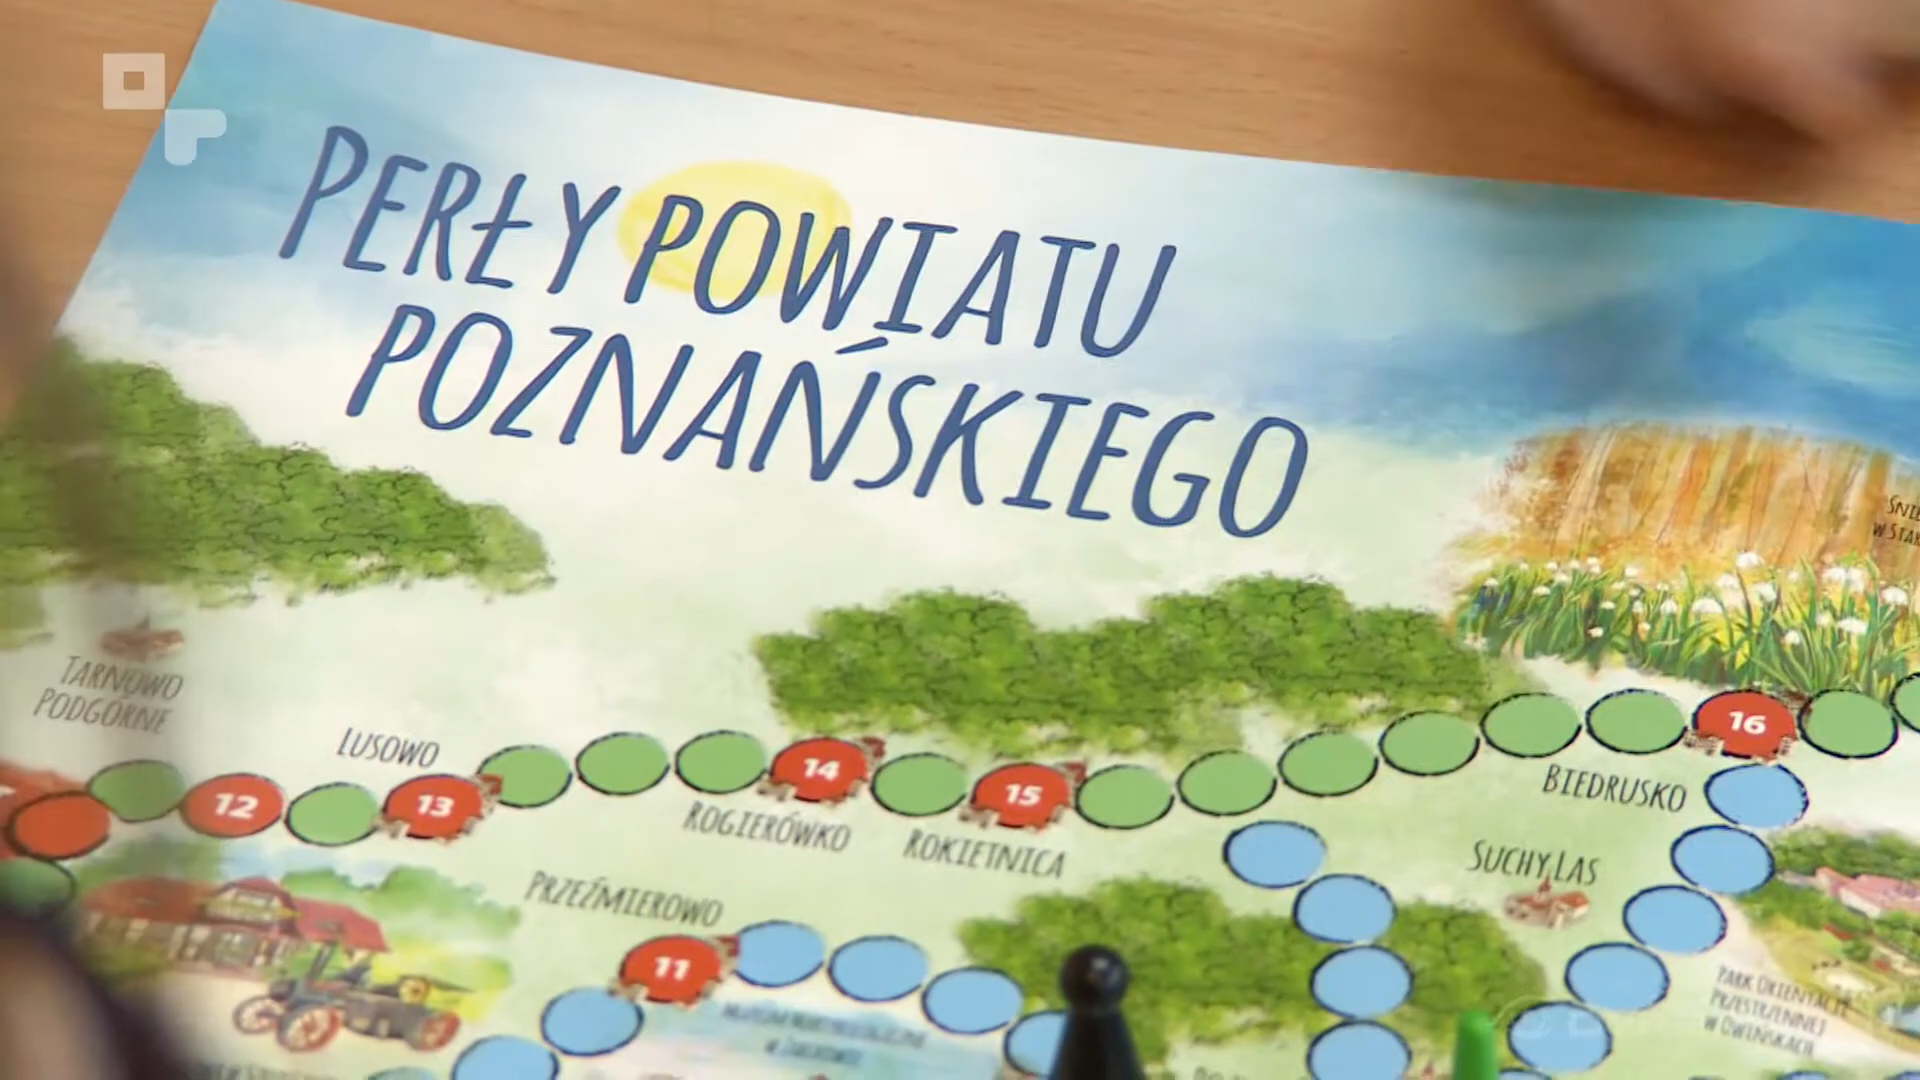 PERŁY POWIATU
POZNAŃSKIEGO
TARNOWO
PODGÓRNE
LUSOWO
12
13
14
15
16
ROGIERÓWKO
ROKIETNICA
BIEDRUSKO
SUCHY LAS
PRZEŹMIEROWO
11
PARK ORIENTACJI
PRZESTRZENNEJ
W OWIŃSKACH